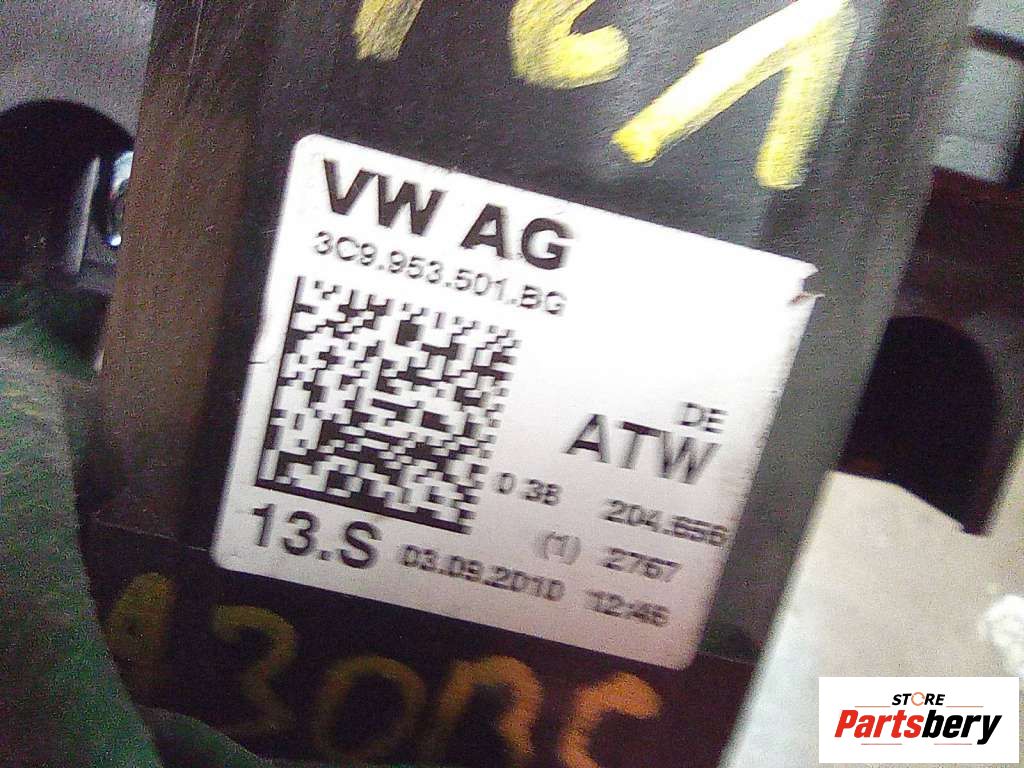 VW AG
3C9.953.501.BG
DE
ATW
0 38 204.656
(1) 2767
13.S 03.09.2010 12:46
STORE
Partsbery